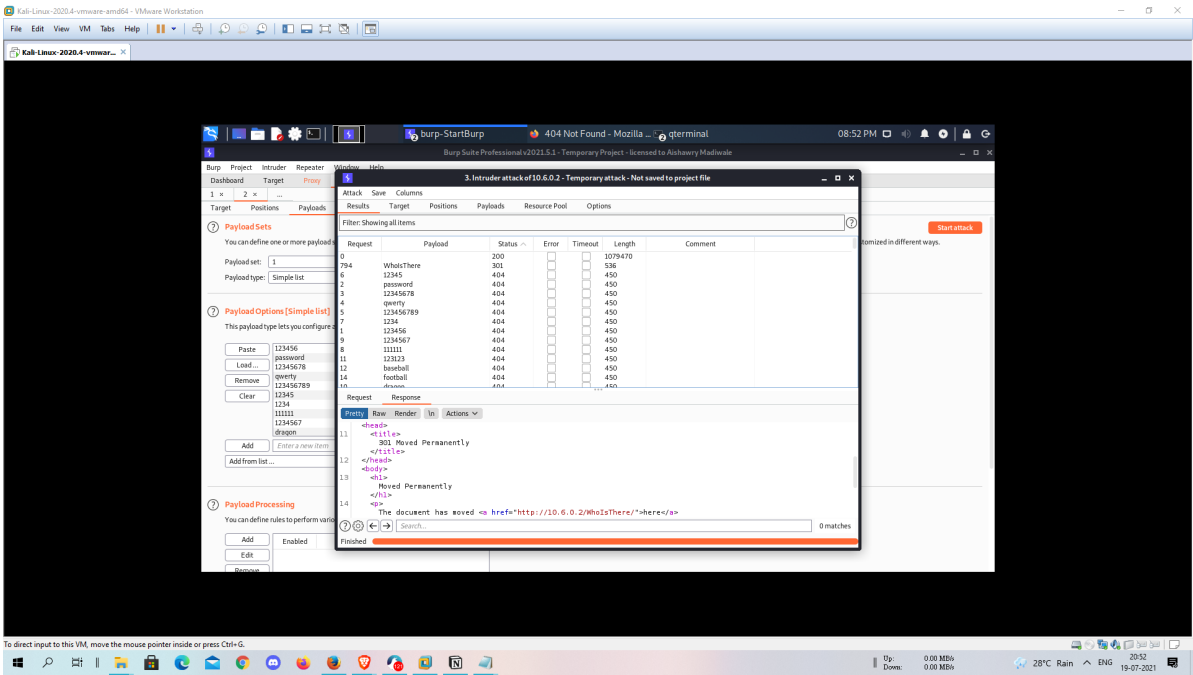 Kali-Linux-2020.4-vmware-amd64 - VMware Workstation
File Edit View VM Tabs Help
Kali-Linux-2020.4-vmwar... ×
burp-StartBurp
404 Not Found - Mozilla ...
qterminal
08:52 PM
Burp Suite Professional v2021.5.1 - Temporary Project - licensed to Aishawry Madiwale
Burp Project Intruder Repeater Window Help
Dashboard Target Proxy
1 × 2 × ...
Target Positions Payloads
Payload Sets
Start attack
You can define one or more payload s
tomized in different ways.
Payload set: 1
Payload type: Simple list
Payload Options [Simple list]
This payload type lets you configure a
Paste
Load ...
Remove
Clear
123456
password
12345678
qwerty
123456789
12345
1234
111111
1234567
dragon
Add Enter a new item
Add from list ...
Payload Processing
You can define rules to perform vario
Add Enabled
Edit
Remove
3. Intruder attack of 10.6.0.2 - Temporary attack - Not saved to project file
Attack Save Columns
Results Target Positions Payloads Resource Pool Options
Filter: Showing all items
Request Payload Status Error Timeout Length Comment
0 200 1079470
794 WhoIsThere 301 536
6 12345 404 450
2 password 404 450
3 12345678 404 450
4 qwerty 404 450
5 123456789 404 450
7 1234 404 450
1 123456 404 450
9 1234567 404 450
8 111111 404 450
11 123123 404 450
12 baseball 404 450
14 football 404 450
10 dragon 404 450
Request Response
Pretty Raw Render \n Actions
<head>
11 <title>
301 Moved Permanently
</title>
12 </head>
<body>
13 <h1>
Moved Permanently
</h1>
14 <p>
The document has moved <a href="http://10.6.0.2/WhoIsThere/">here</a>
Search...
0 matches
Finished
To direct input to this VM, move the mouse pointer inside or press Ctrl+G.
Up: 0.00 MB/s
Down: 0.00 MB/s
28°C Rain
ENG
20:52
19-07-2021